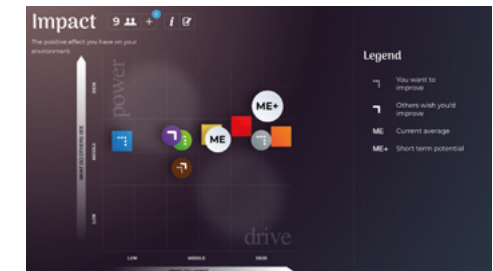 Impact
9
+
i
The positive effect you have on your
environment
power
HIGH
MIDDLE
LOW
WHAT DO OTHERS SEE
ME+
ME
drive
LOW
MIDDLE
HIGH
Legend
You want to
improve
Others wish you'd
improve
ME Current average
ME+ Short term potential